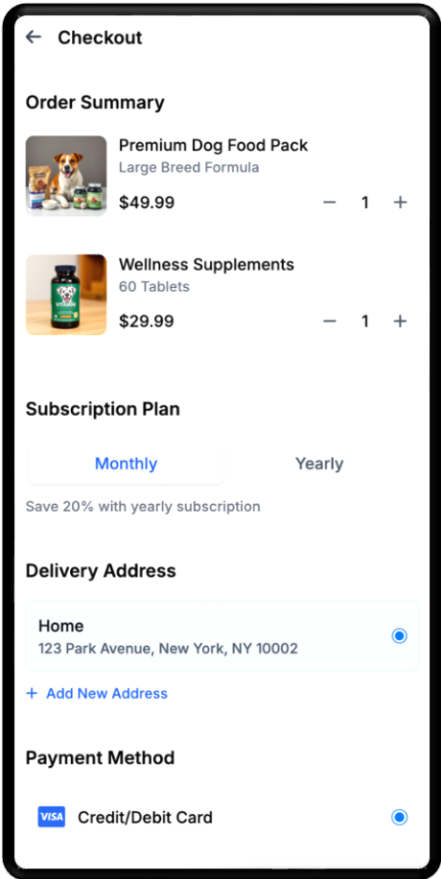 Checkout
Order Summary
Premium Dog Food Pack
Large Breed Formula
$49.99
1
Wellness Supplements
60 Tablets
$29.99
1
Subscription Plan
Monthly
Yearly
Save 20% with yearly subscription
Delivery Address
Home
123 Park Avenue, New York, NY 10002
+ Add New Address
Payment Method
VISA
Credit/Debit Card